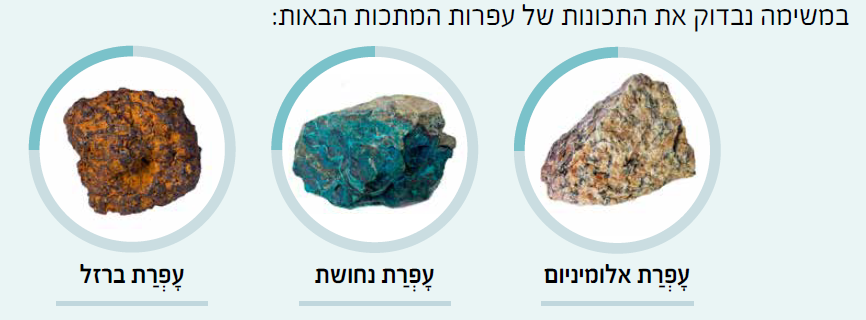 במשימה נבדוק את התכונות של עפרות המתכות הבאות:
עָפְרַת אלומיניום
עָפְרַת נחושת
עָפְרַת ברזל